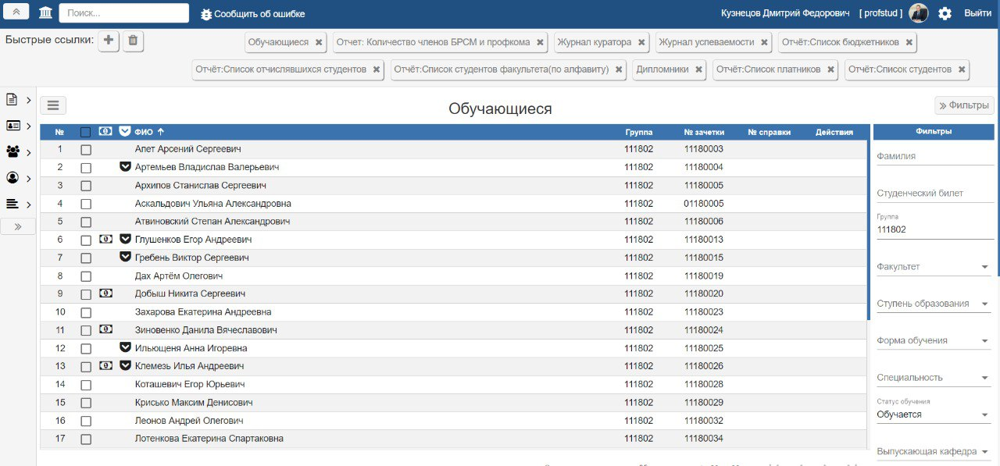 Поиск...
Сообщить об ошибке
Кузнецов Дмитрий Федорович [ profstud ] Выйти
Быстрые ссылки:
Обучающиеся Отчет: Количество членов БРСМ и профкома Журнал куратора Журнал успеваемости Отчёт:Список бюджетников
Отчёт:Список отчислявшихся студентов Отчёт:Список студентов факультета(по алфавиту) Дипломники Отчёт:Список платников Отчёт:Список студентов
Обучающиеся
Фильтры
№ ФИО Группа № зачетки № справки Действия
1 Апет Арсений Сергеевич 111802 11180003
2 Артемьев Владислав Валерьевич 111802 11180004
3 Архипов Станислав Сергеевич 111802 11180005
4 Аскальдович Ульяна Александровна 111802 01180005
5 Атвиновский Степан Александрович 111802 11180006
6 Глушенков Егор Андреевич 111802 11180013
7 Гребень Виктор Сергеевич 111802 11180015
8 Дах Артём Олегович 111802 11180019
9 Добыш Никита Сергеевич 111802 11180020
10 Захарова Екатерина Андреевна 111802 11180023
11 Зиновенко Данила Вячеславович 111802 11180024
12 Ильющеня Анна Игоревна 111802 11180025
13 Клемезь Илья Андреевич 111802 11180026
14 Коташевич Егор Юрьевич 111802 11180028
15 Крисько Максим Денисович 111802 11180029
16 Леонов Андрей Олегович 111802 11180032
17 Лотенкова Екатерина Спартаковна 111802 11180034
Фильтры
Фамилия
Студенческий билет
Группа
111802
Факультет
Ступень образования
Форма обучения
Специальность
Статус обучения
Обучается
Выпускающая кафедра